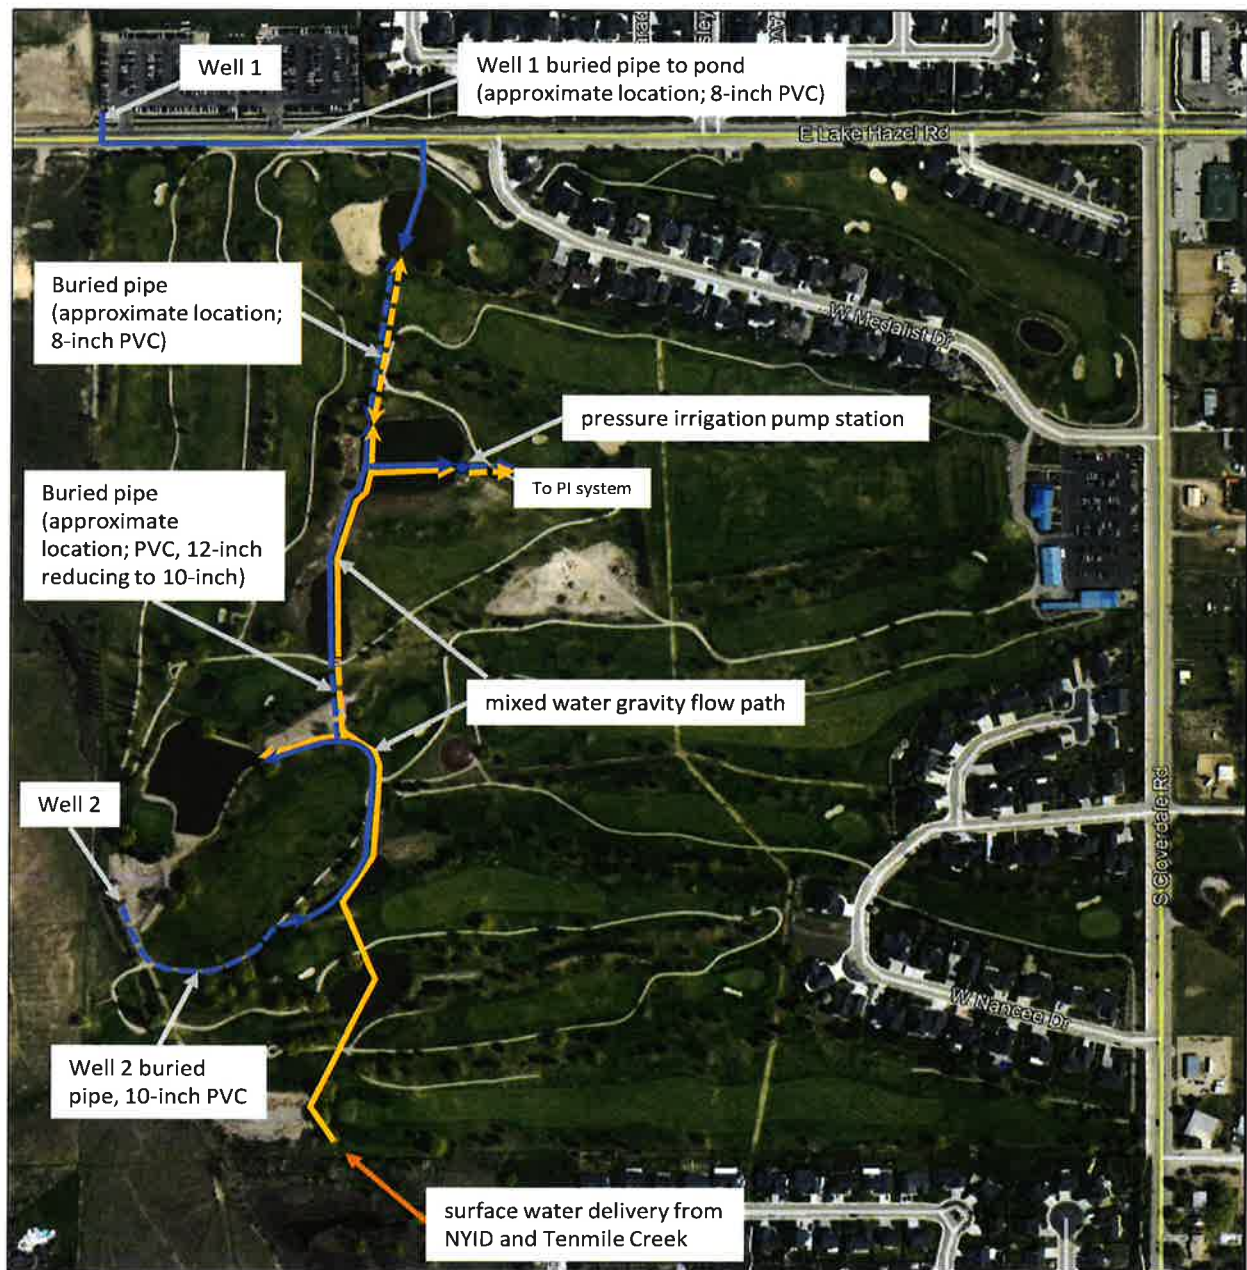 Well 1
Well 1 buried pipe to pond
(approximate location; 8-inch PVC)
E Lake Hazel Rd
Buried pipe
(approximate location;
8-inch PVC)
W Medalist Dr
pressure irrigation pump station
To PI system
Buried pipe
(approximate
location; PVC, 12-inch
reducing to 10-inch)
mixed water gravity flow path
Well 2
S Cloverdale Rd
W Nancee Dr
Well 2 buried
pipe, 10-inch PVC
surface water delivery from
NYID and Tenmile Creek